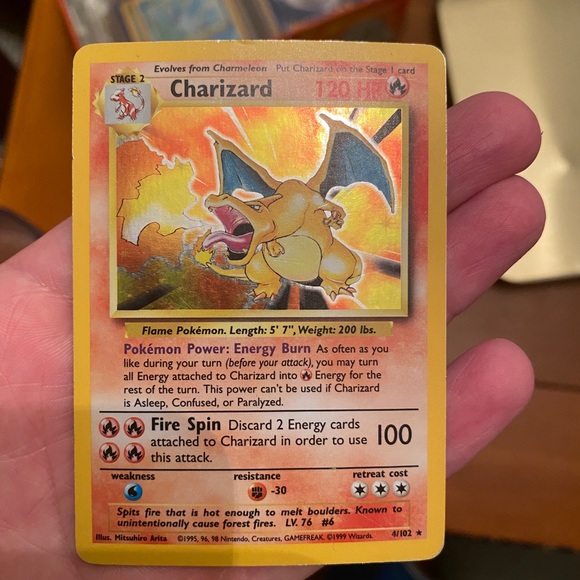 Evolves from Charmeleon Put Charizard on the Stage 1 card
STAGE 2
Charizard 120 HP
Flame Pokémon. Length: 5' 7", Weight: 200 lbs.
Pokémon Power: Energy Burn As often as you
like during your turn (before your attack), you may turn
all Energy attached to Charizard into Energy for the
rest of the turn. This power can't be used if Charizard
is Asleep, Confused, or Paralyzed.
Fire Spin Discard 2 Energy cards
attached to Charizard in order to use 100
this attack.
weakness resistance retreat cost
-30
Spits fire that is hot enough to melt boulders. Known to
unintentionally cause forest fires. LV. 76 #6
Illus. Mitsuhiro Arita ©1995, 96, 98 Nintendo, Creatures, GAMEFREAK. ©1999 Wizards. 4/102 ★